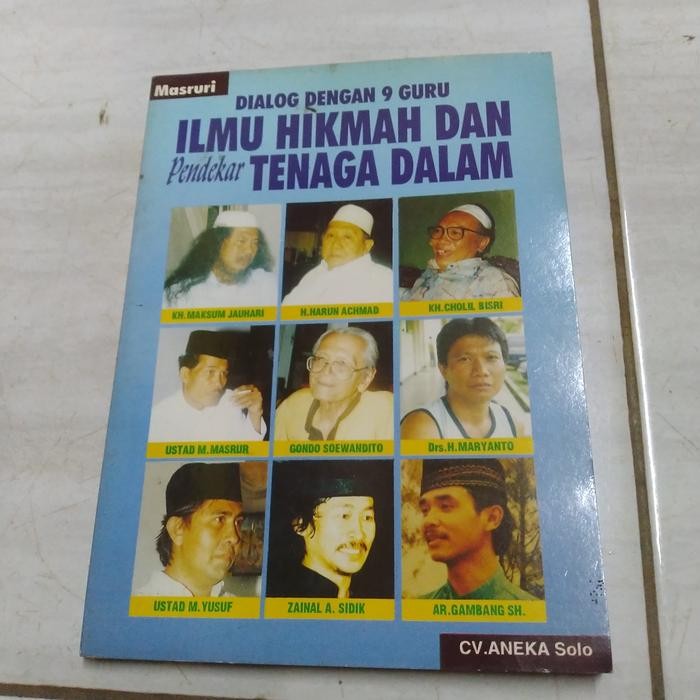 Masruri
DIALOG DENGAN 9 GURU
ILMU HIKMAH DAN
Pendekar TENAGA DALAM
KH. MAKSUM JAUHARI
H.HARUN ACHMAD
KH.CHOLIL BISRI
USTAD M.MASRUR
GONDO SOEWANDITO
Drs.H.MARYANTO
USTAD M.YUSUF
ZAINAL A. SIDIK
AR.GAMBANG SH.
CV.ANEKA Solo